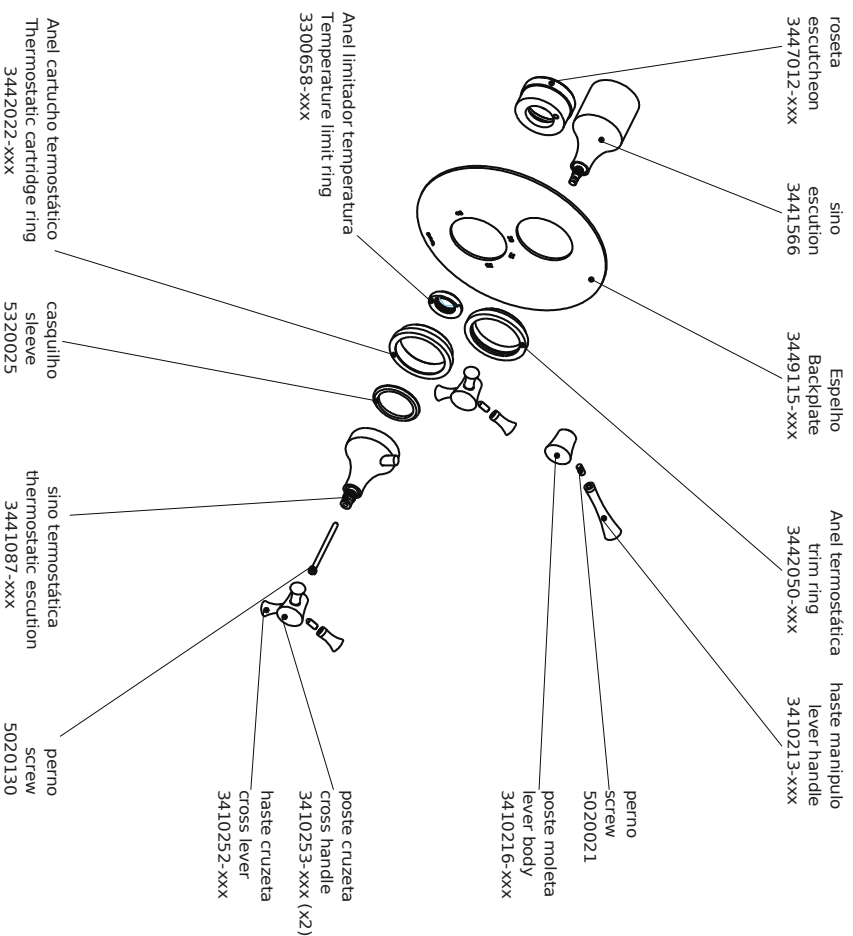 roseta
escutcheon
3447012-xxx
sino
escution
3441566
Espelho
Backplate
3449115-xxx
Anel termostática
trim ring
3442050-xxx
haste manipulo
lever handle
3410213-xxx
Anel limitador temperatura
Temperature limit ring
3300658-xxx
perno
screw
5020021
poste moleta
lever body
3410216-xxx
poste cruzeta
cross handle
3410253-xxx (x2)
haste cruzeta
cross lever
3410252-xxx
Anel cartucho termostático
Thermostatic cartridge ring
3442022-xxx
casquilho
sleeve
5320025
sino termostática
thermostatic escution
3441087-xxx
perno
screw
5020130